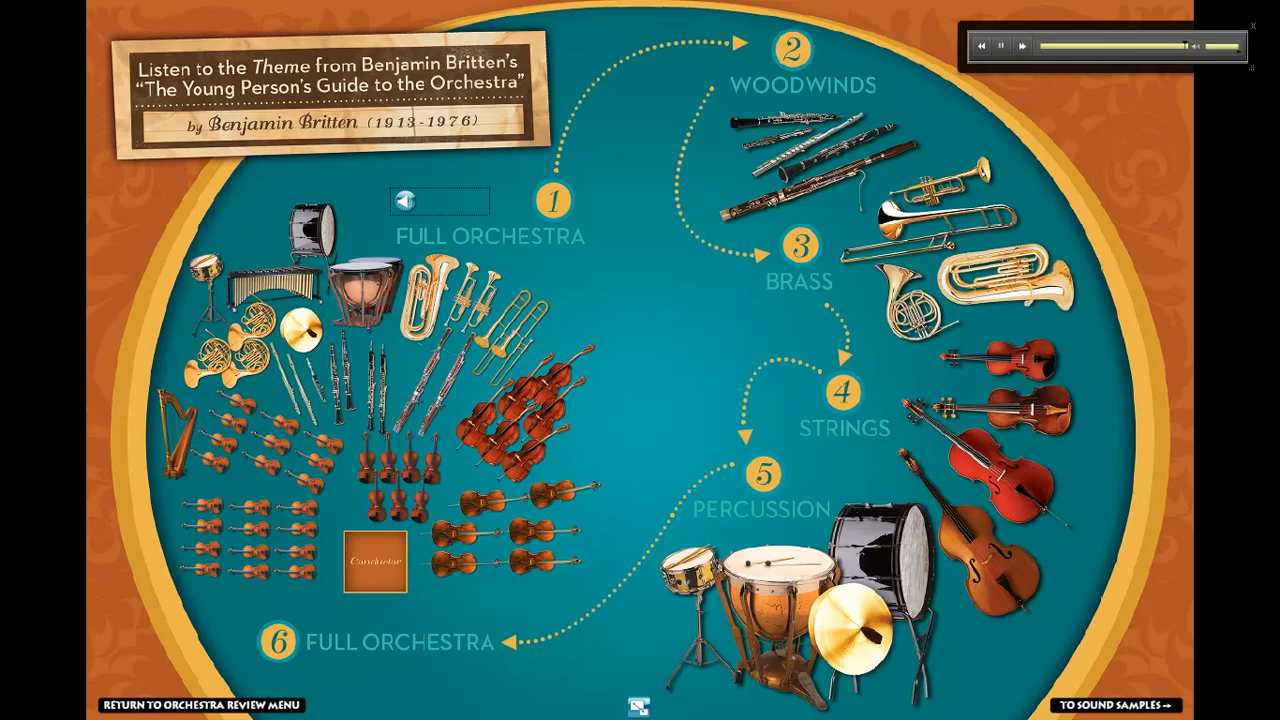 Listen to the Theme from Benjamin Britten's
"The Young Person's Guide to the Orchestra"
by Benjamin Britten (1913-1976)
1
FULL ORCHESTRA
2
WOODWINDS
3
BRASS
4
STRINGS
5
PERCUSSION
6 FULL ORCHESTRA
Conductor
RETURN TO ORCHESTRA REVIEW MENU
TO SOUND SAMPLES→